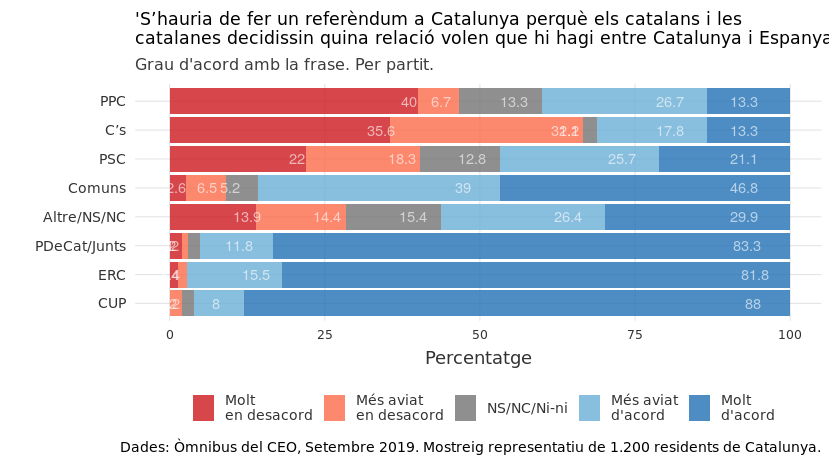 'S’hauria de fer un referèndum a Catalunya perquè els catalans i les
catalanes decidissin quina relació volen que hi hagi entre Catalunya i Espanya
Grau d'acord amb la frase. Per partit.
PPC 40 6.7 13.3 26.7 13.3
C’s 35.6 17.8 13.3
PSC 22 18.3 12.8 25.7 21.1
Comuns 2.6 6.5 5.2 39 46.8
Altre/NS/NC 13.9 14.4 15.4 26.4 29.9
PDeCat/Junts 11.8 83.3
ERC 15.5 81.8
CUP 8 88
0 25 50 75 100
Percentatge
Molt
en desacord
Més aviat
en desacord
NS/NC/Ni-ni
Més aviat
d'acord
Molt
d'acord
Dades: Òmnibus del CEO, Setembre 2019. Mostreig representatiu de 1.200 residents de Catalunya.